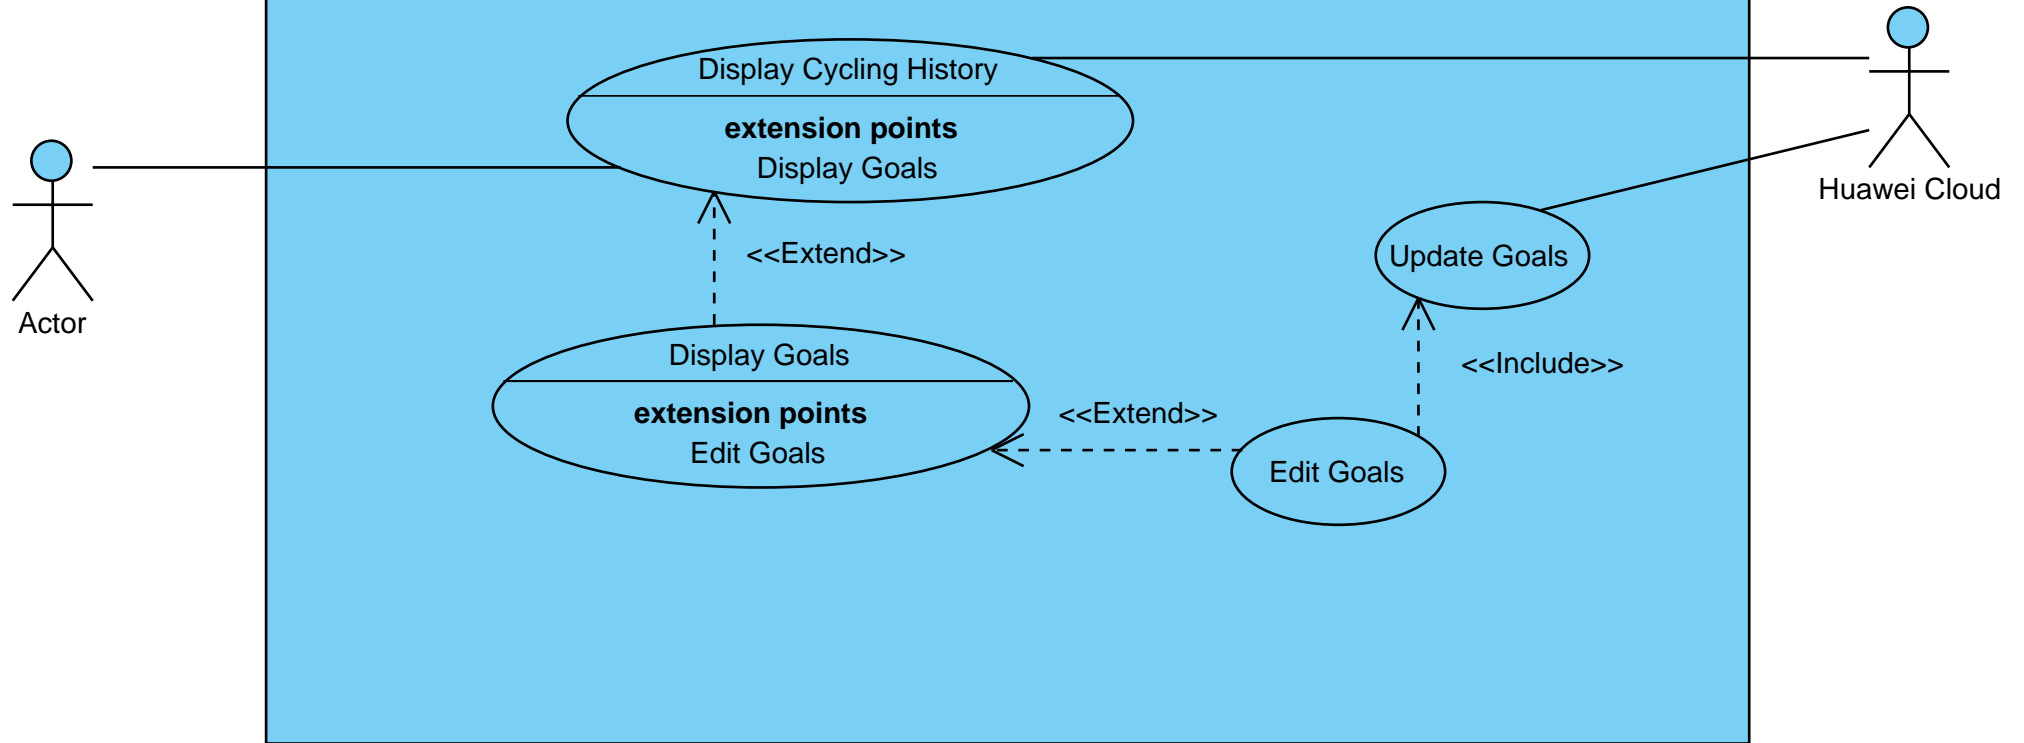 Display Cycling History
extension points
Display Goals
Huawei Cloud
<<Extend>>
Update Goals
Actor
Display Goals
<<Include>>
extension points
Edit Goals
<<Extend>>
Edit Goals